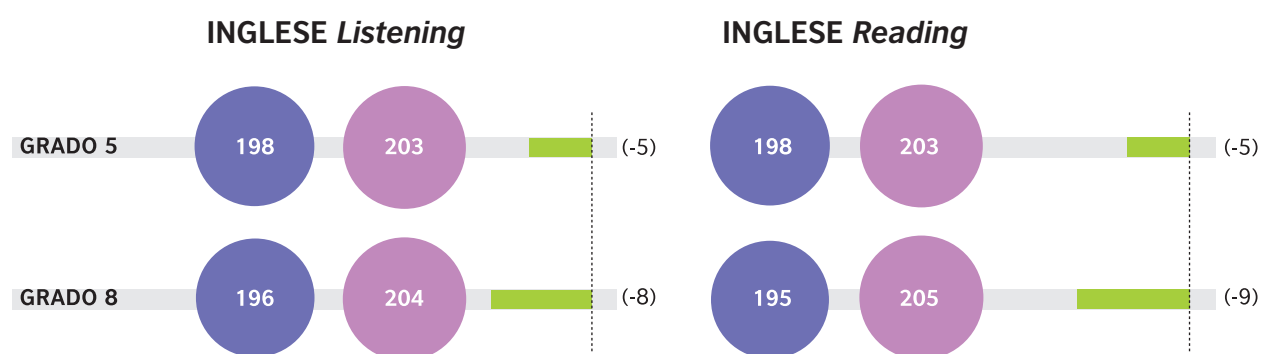 INGLESE Listening
INGLESE Reading
GRADO 5 198 203 (-5) 198 203 (-5)
GRADO 8 196 204 (-8) 195 205 (-9)